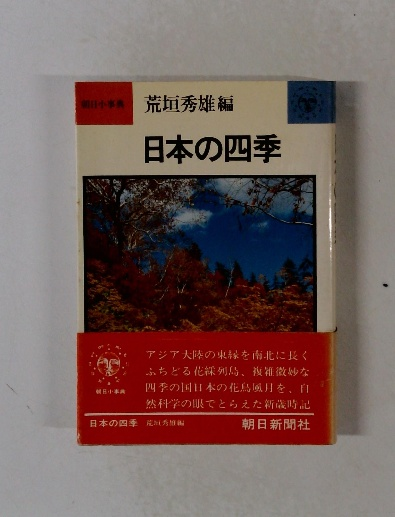 朝日小事典
荒垣秀雄編
日本の四季
アジア大陸の東縁を南北に長く
ふちどる花綵列島、複雑微妙な
四季の国日本の花鳥風月を、自
然科学の眼でとらえた新歳時記
朝日小事典
日本の四季 荒垣秀雄編
朝日新聞社